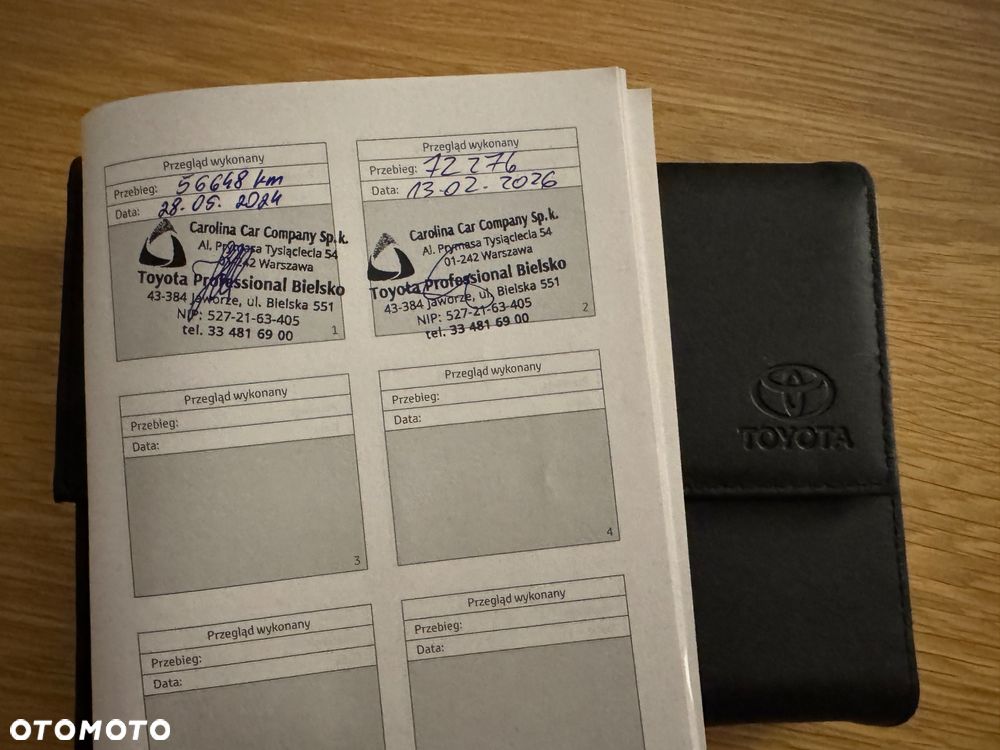 Przegląd wykonany
Przebieg: 56648 km
Data: 28.05.2024
Carolina Car Company Sp.k.
Al. Prymasa Tysiąclecia 54
01-242 Warszawa
Toyota Professional Bielsko
43-384 Jaworze, ul. Bielska 551
NIP: 527-21-63-405
tel. 33 481 69 00
1
Przegląd wykonany
Przebieg: 72 276
Data: 13-02-2026
Carolina Car Company Sp.k.
Al. Prymasa Tysiąclecia 54
01-242 Warszawa
Toyota Professional Bielsko
43-384 Jaworze, ul. Bielska 551
NIP: 527-21-63-405
tel. 33 481 69 00
2
Przegląd wykonany
Przebieg:
Data:
3
Przegląd wykonany
Przebieg:
Data:
4
Przegląd wykonany
Przebieg:
Data:
Przegląd wykonany
Przebieg:
Data:
TOYOTA
OTOMOTO